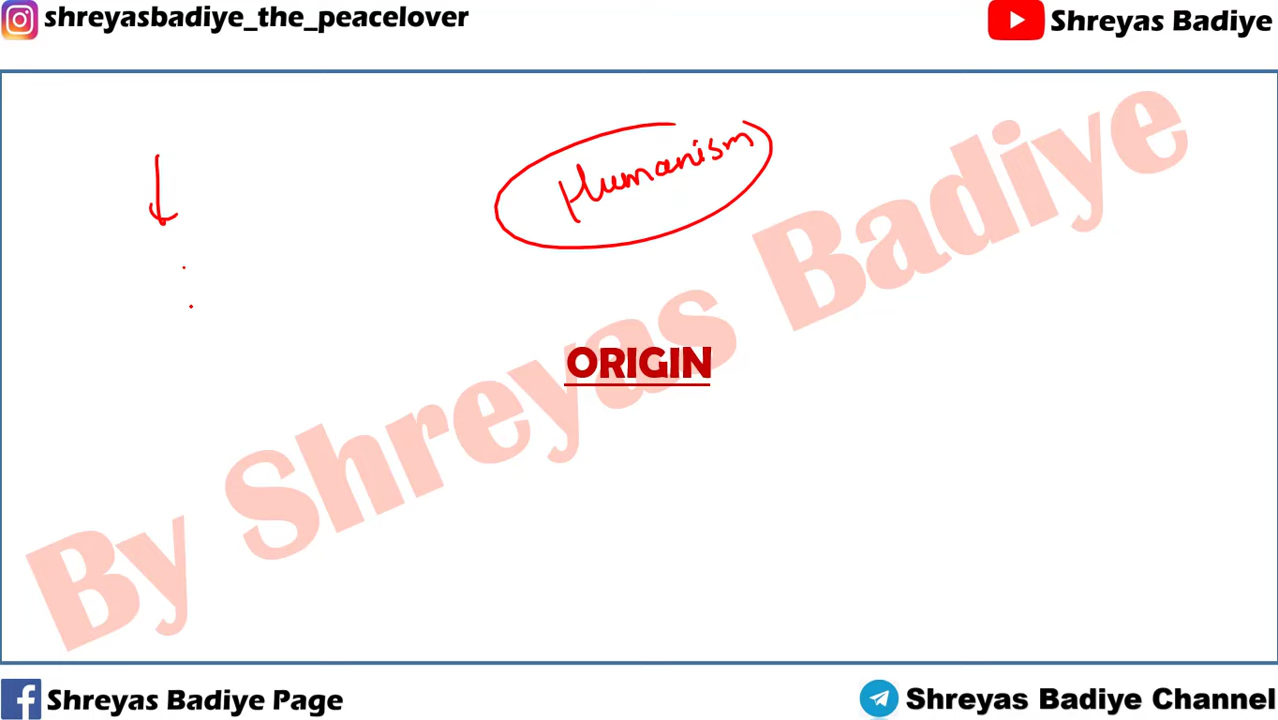 shreyasbadiye_the_peacelover
Shreyas Badiye
Humanism
ORIGIN
By Shreyas Badiye
Shreyas Badiye Page
Shreyas Badiye Channel